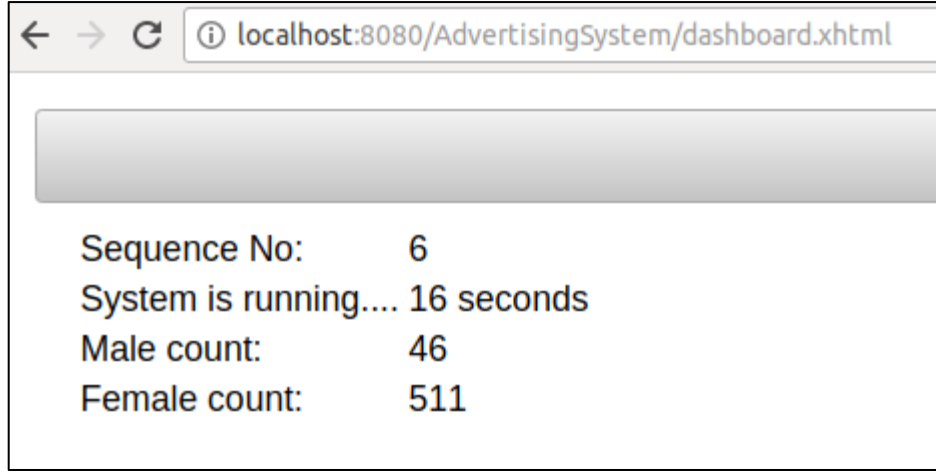 localhost:8080/AdvertisingSystem/dashboard.xhtml
Sequence No: 6
System is running.... 16 seconds
Male count: 46
Female count: 511